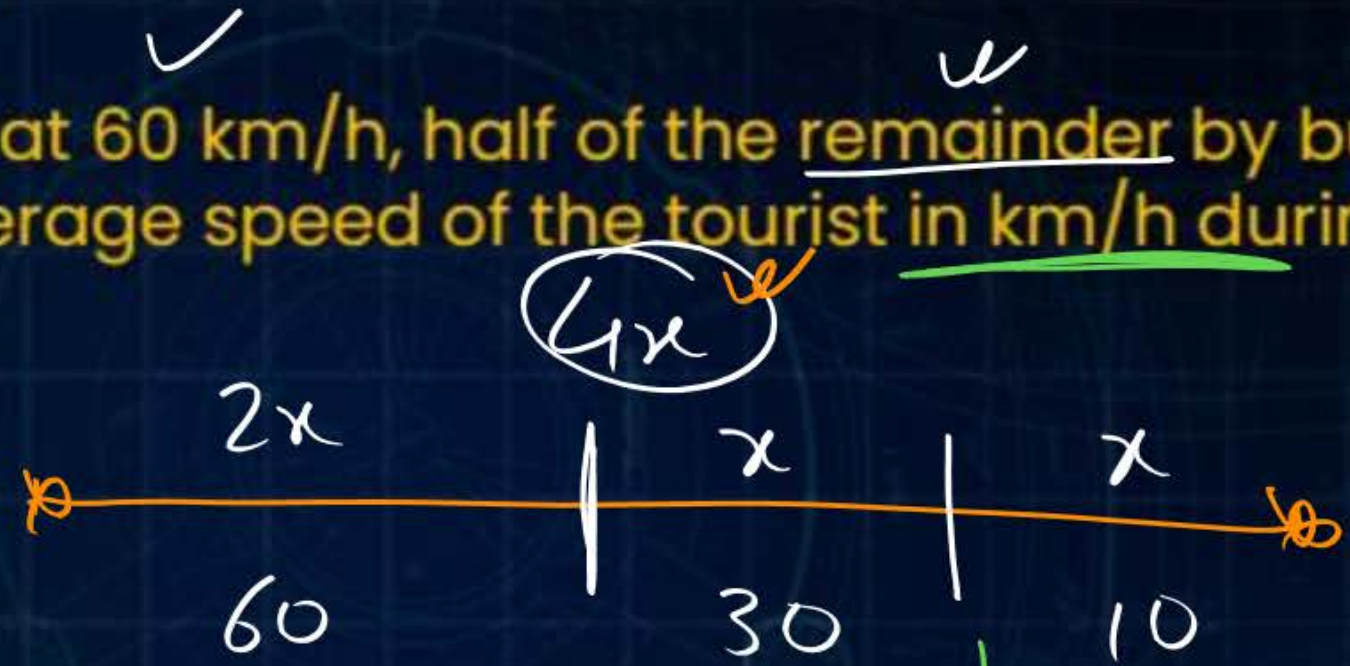 at 60 km/h, half of the remainder by b
erage speed of the tourist in km/h durin
4x
2x x x
60 30 10